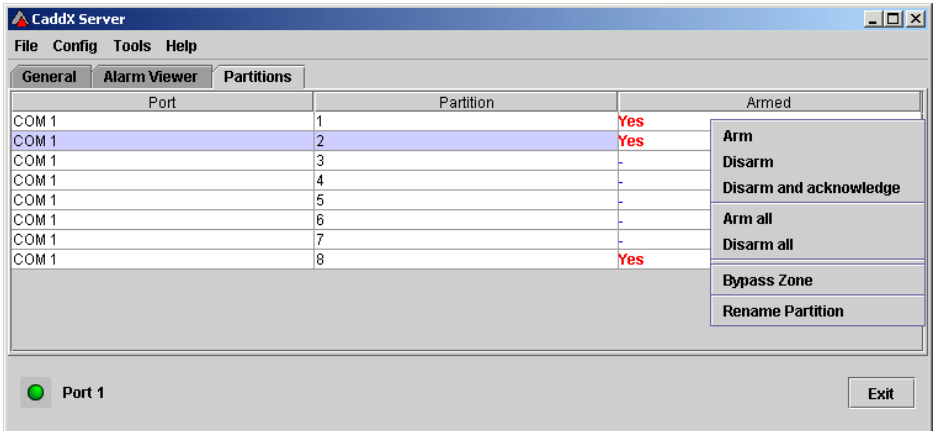 CaddX Server
File Config Tools Help
General Alarm Viewer Partitions
Port Partition Armed
COM 1 1 Yes
COM 1 2 Yes
COM 1 3 -
COM 1 4 -
COM 1 5 -
COM 1 6 -
COM 1 7 -
COM 1 8 Yes
Arm
Disarm
Disarm and acknowledge
Arm all
Disarm all
Bypass Zone
Rename Partition
Port 1 Exit